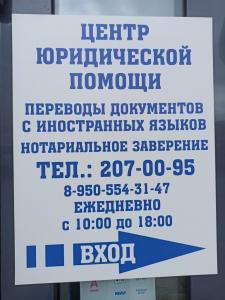 ЦЕНТР
ЮРИДИЧЕСКОЙ
ПОМОЩИ
ПЕРЕВОДЫ ДОКУМЕНТОВ
С ИНОСТРАННЫХ ЯЗЫКОВ
НОТАРИАЛЬНОЕ ЗАВЕРЕНИЕ
ТЕЛ.: 207-00-95
8-950-554-31-47
ЕЖЕДНЕВНО
с 10:00 до 18:00
ВХОД
МИР